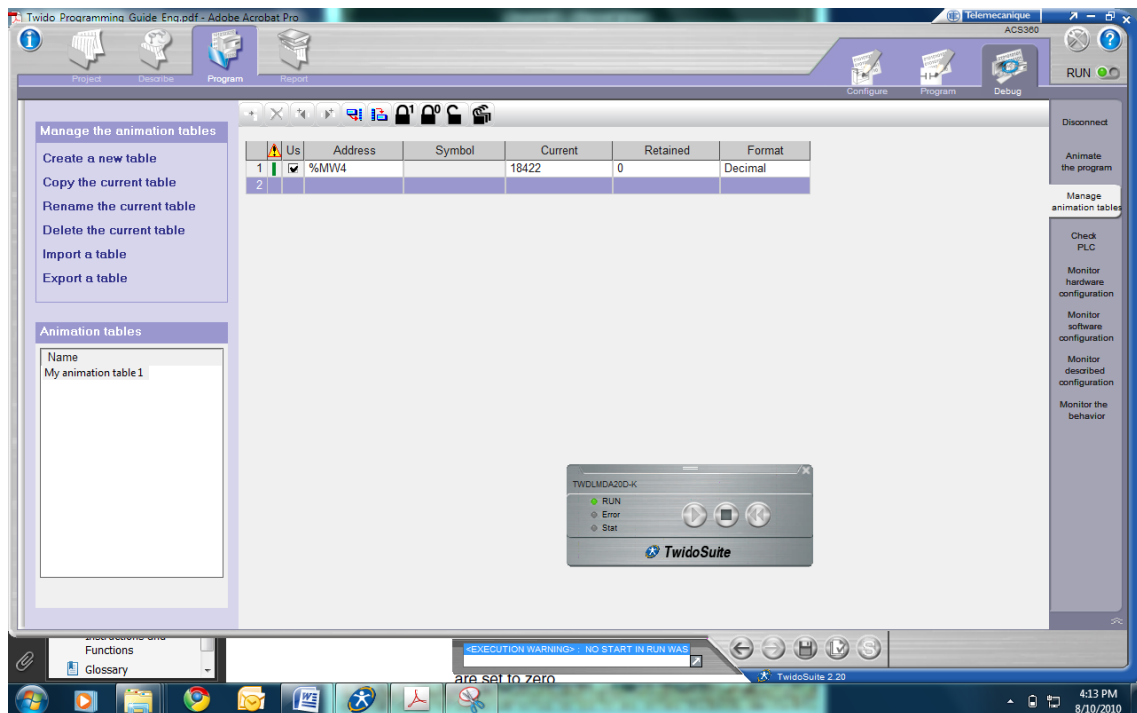 Twido Programming Guide Eng.pdf - Adobe Acrobat Pro
Telemecanique
ACS360
Project
Describe
Program
Report
Configure
Program
Debug
RUN
Manage the animation tables
Create a new table
Copy the current table
Rename the current table
Delete the current table
Import a table
Export a table
Us Address Symbol Current Retained Format
1 %MW4 18422 0 Decimal
2
Animation tables
Name
My animation table 1
Disconnect
Animate
the program
Manage
animation tables
Check
PLC
Monitor
hardware
configuration
Monitor
software
configuration
Monitor
described
configuration
Monitor the
behavior
TWDLMDA20D-K
RUN
Error
Stat
TwidoSuite
Instructions and
Functions
Glossary
<EXECUTION WARNING> : NO START IN RUN WAS
are set to zero
TwidoSuite 2.20
4:13 PM
8/10/2010